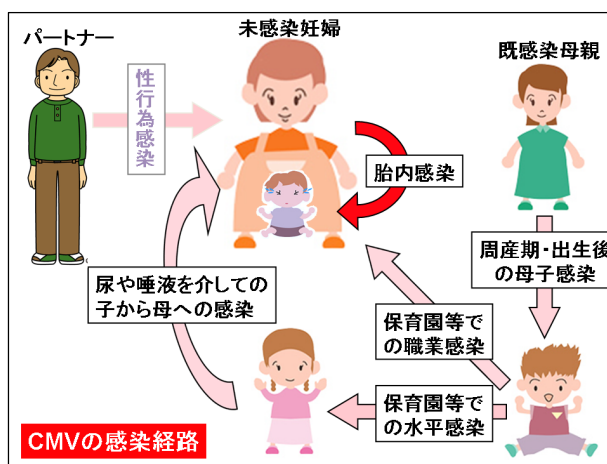 パートナー
未感染妊婦
既感染母親
性行為感染
胎内感染
周産期・出生後
の母子感染
尿や唾液を介しての
子から母への感染
保育園等で
の職業感染
保育園等で
の水平感染
CMVの感染経路